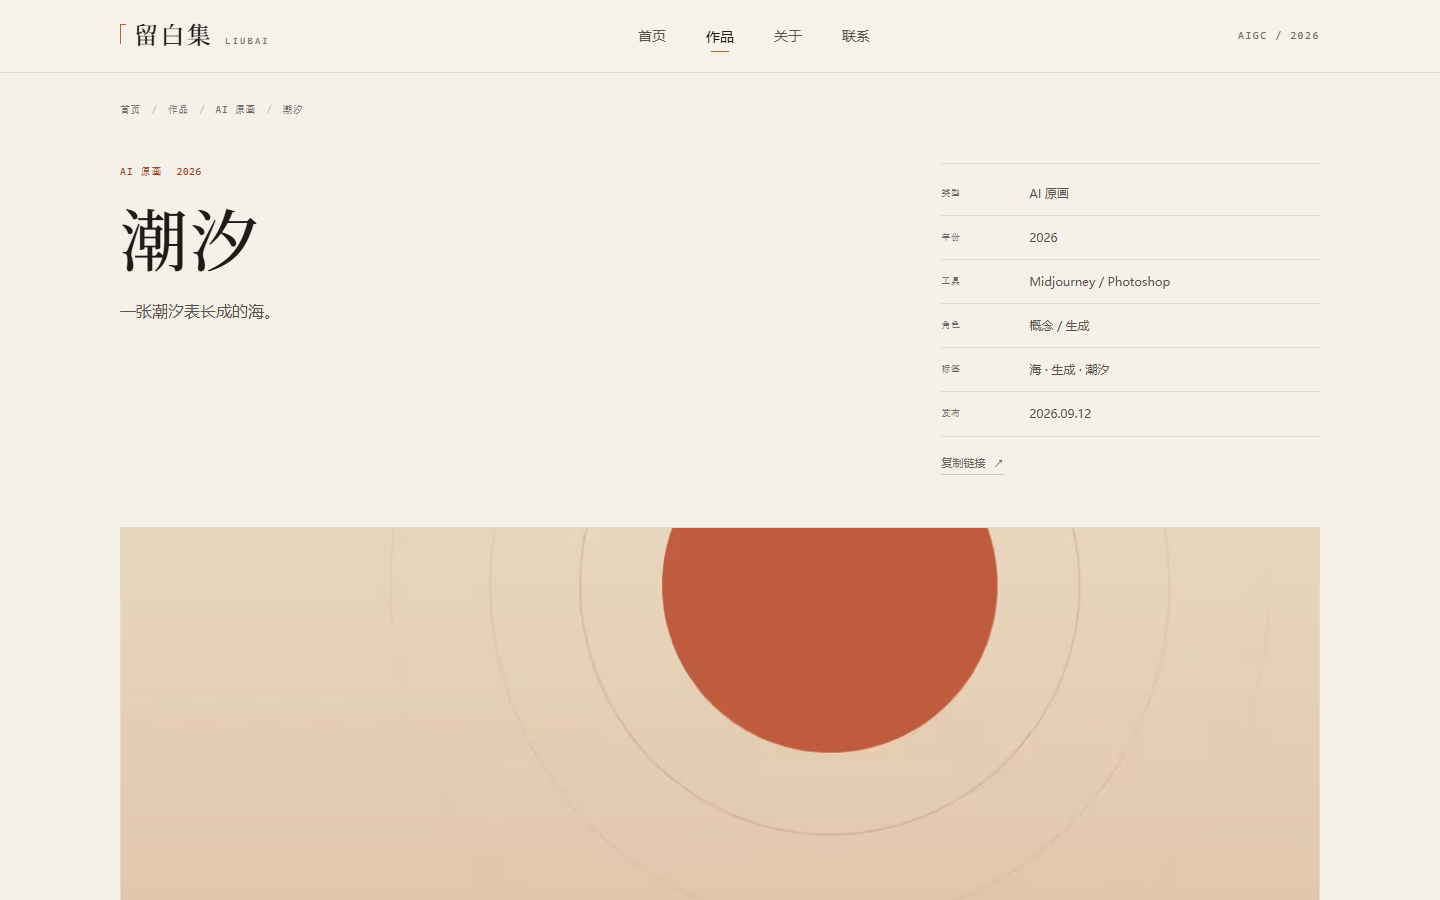 留白集 LIUBAI
首页 作品 关于 联系
AIGC / 2026
首页 / 作品 / AI 原画 / 潮汐
AI 原画 2026
潮汐
一张潮汐表长成的海。
类型 AI 原画
年份 2026
工具 Midjourney / Photoshop
角色 概念 / 生成
标签 海 · 生成 · 潮汐
发布 2026.09.12
复制链接 ↗